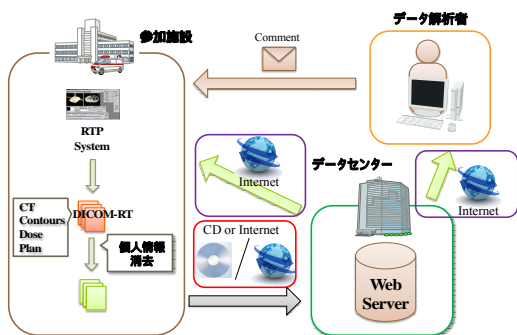 参加施設
Comment
データ解析者
RTP
System
Internet
データセンター
Internet
CT
Contours
Dose
Plan
DICOM-RT
個人情報
消去
CD or Internet
Web
Server